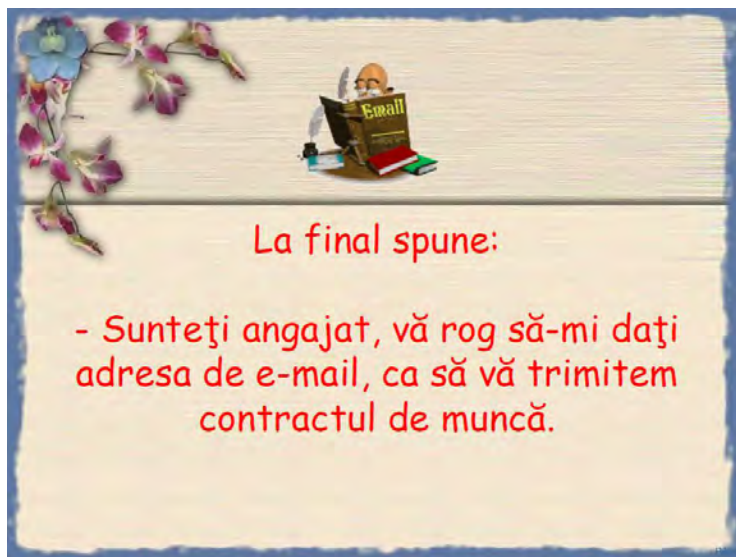 Email
La final spune:
- Sunteţi angajat, vă rog să-mi daţi
adresa de e-mail, ca să vă trimitem
contractul de muncă.